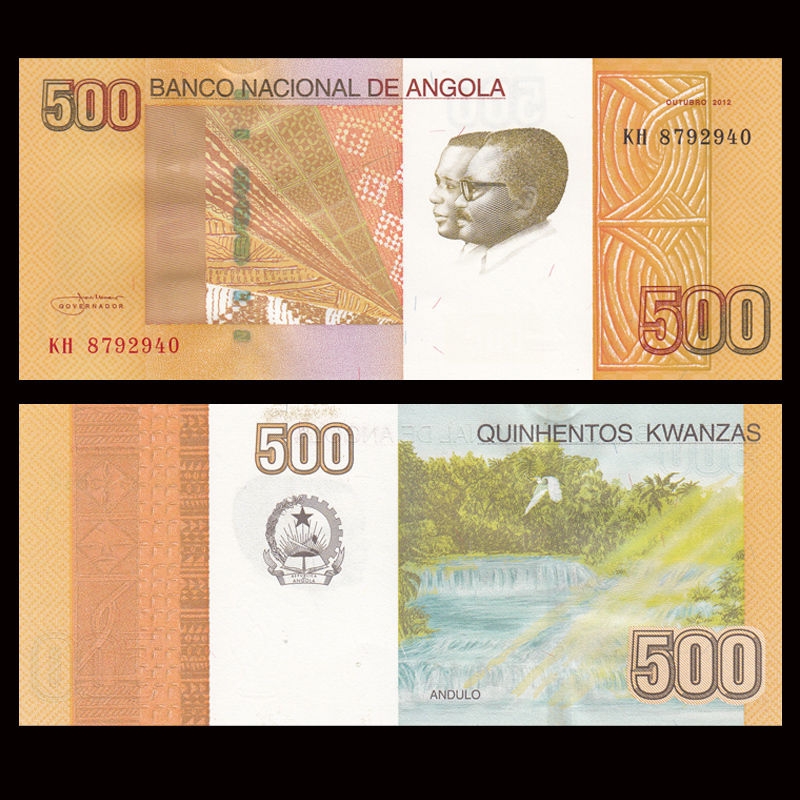 500 BANCO NACIONAL DE ANGOLA
OUTUBRO 2012
KH 8792940
GOVERNADOR
500
KH 8792940
QUINHENTOS KWANZAS
500
REPÚBLICA
ANGOLA
500
ANDULO